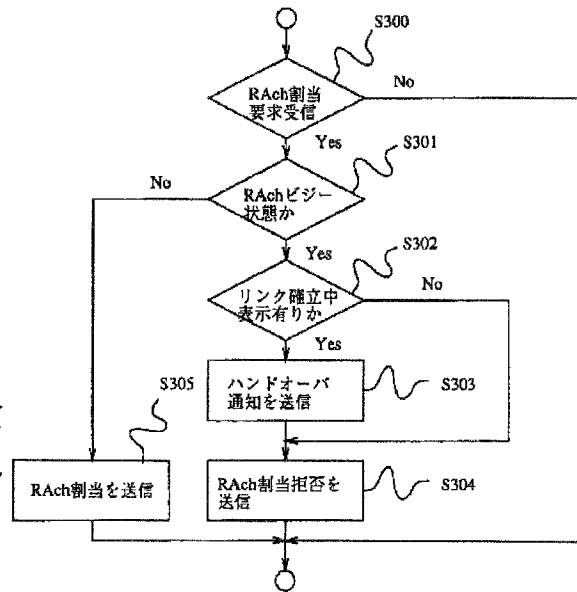 S300
RAch割当
要求受信
No
Yes
S301
No
RAchビジー
状態か
Yes
S302
リンク確立中
表示有りか
No
Yes
ハンドオーバ
通知を送信
S303
S305
RAch割当を送信
RAch割当拒否を
送信
S304